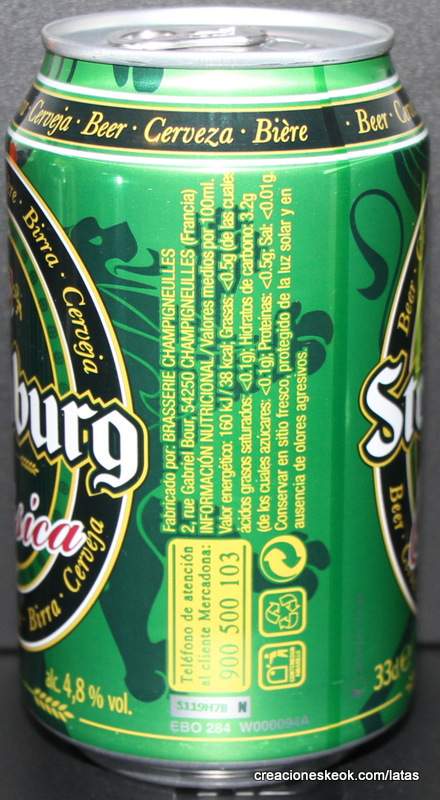 Cerveja · Beer · Cerveza · Bière · Beer ·
Birra · Cerveja
burg
Birra · Cerveja
alc. 4,8 % vol.
Fabricado por: BRASSERIE CHAMPIGNEULLES
2, rue Gabriel Bour, 54250 CHAMPIGNEULLES (Francia)
INFORMACIÓN NUTRICIONAL/Valores medios por 100ml.
Valor energético: 160 kJ / 38 kcal; Grasas: <0.5g (de las cuales
ácidos grasos saturados: <0.1g); Hidratos de carbono: 3.2g
(de los cuales azúcares: <0.1g); Proteínas: <0.5g; Sal: <0.01g.
Conservar en sitio fresco, protegido de la luz solar y en
ausencia de olores agresivos.
Teléfono de atención
al cliente Mercadona:
900 500 103
S119H7B N
EBO 284 W000094A
Beer
St
Beer
33cl e
creacioneskeok.com/latas